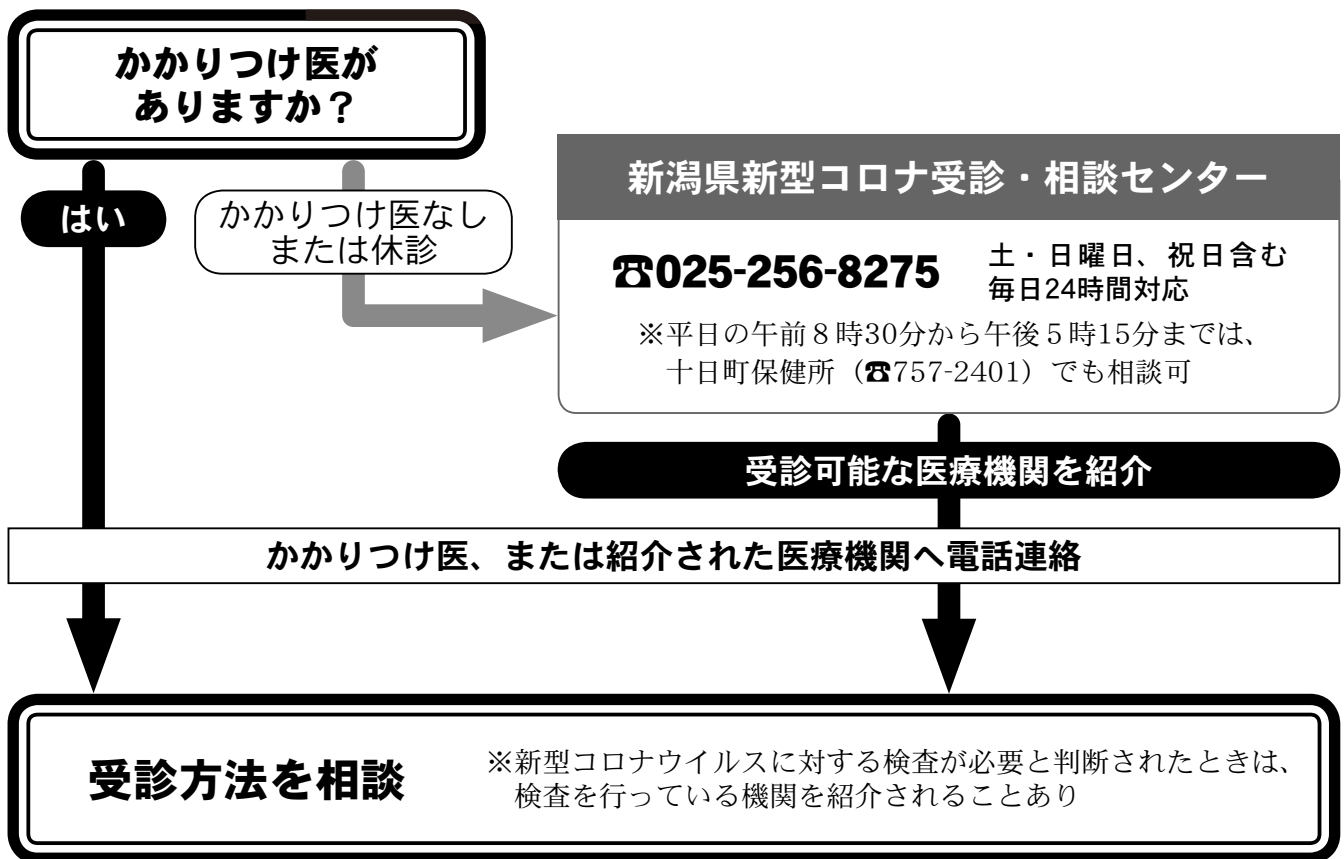 かかりつけ医が
ありますか？
はい
かかりつけ医なし
または休診
新潟県新型コロナ受診・相談センター
☎025-256-8275
土・日曜日、祝日含む
毎日24時間対応
※平日の午前８時30分から午後５時15分までは、
十日町保健所（☎757-2401）でも相談可
受診可能な医療機関を紹介
かかりつけ医、または紹介された医療機関へ電話連絡
受診方法を相談
※新型コロナウイルスに対する検査が必要と判断されたときは、
検査を行っている機関を紹介されることあり